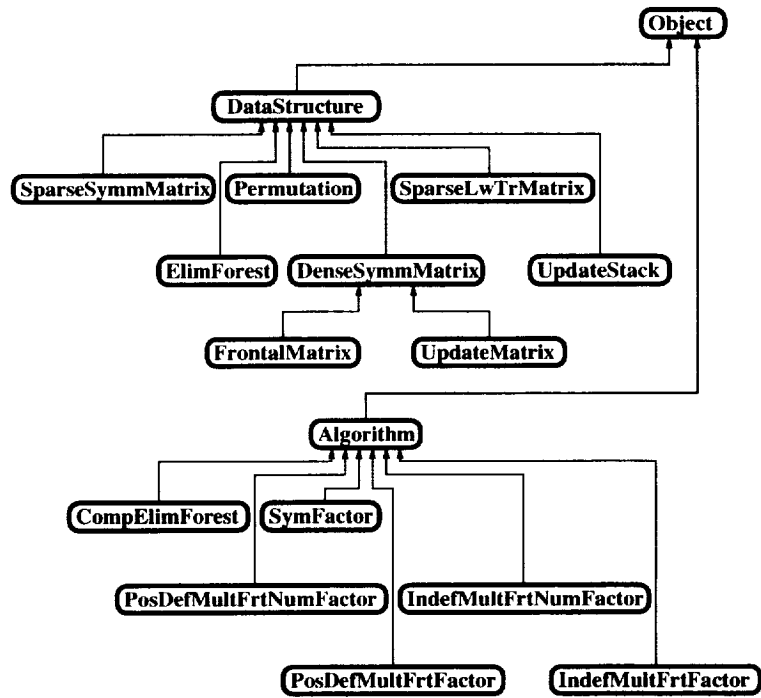 Object
DataStructure
SparseSymmMatrix
Permutation
SparseLwTrMatrix
ElimForest
DenseSymmMatrix
UpdateStack
FrontalMatrix
UpdateMatrix
Algorithm
CompElimForest
SymFactor
PosDefMultFrtNumFactor
IndefMultFrtNumFactor
PosDefMultFrtFactor
IndefMultFrtFactor